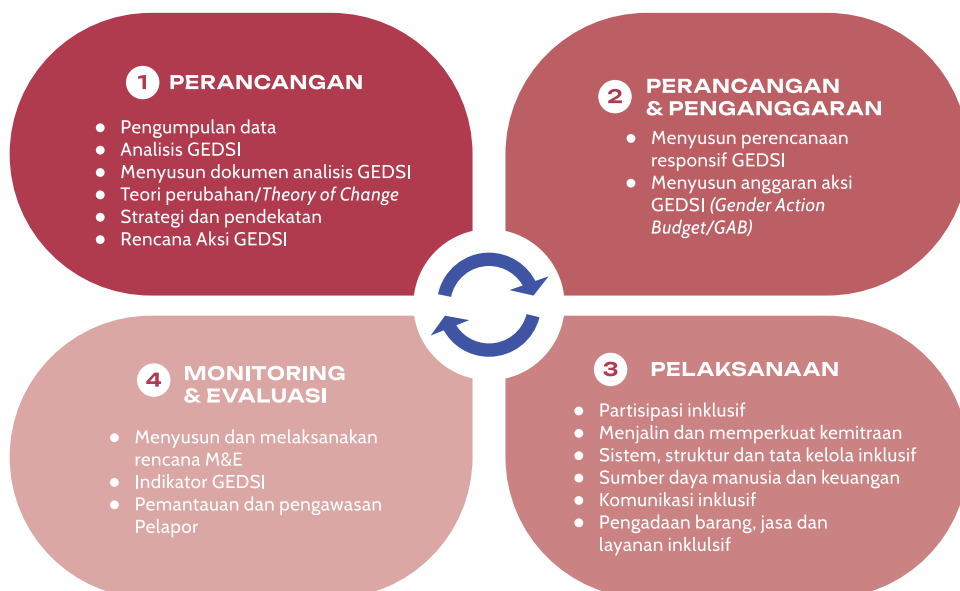 1 PERANCANGAN
● Pengumpulan data
● Analisis GEDSI
● Menyusun dokumen analisis GEDSI
● Teori perubahan/Theory of Change
● Strategi dan pendekatan
● Rencana Aksi GEDSI
2 PERANCANGAN
& PENGANGGARAN
● Menyusun perencanaan
responsif GEDSI
● Menyusun anggaran aksi
GEDSI (Gender Action
Budget/GAB)
3 PELAKSANAAN
● Partisipasi inklusif
● Menjalin dan memperkuat kemitraan
● Sistem, struktur dan tata kelola inklusif
● Sumber daya manusia dan keuangan
● Komunikasi inklusif
● Pengadaan barang, jasa dan
layanan inklulsif
4 MONITORING
& EVALUASI
● Menyusun dan melaksanakan
rencana M&E
● Indikator GEDSI
● Pemantauan dan pengawasan
Pelapor